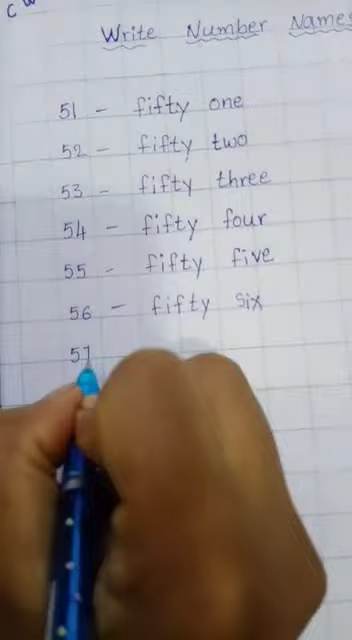 CW
Write Number Names
51 - fifty one
52 - fifty two
53 - fifty three
54 - fifty four
55 - fifty five
56 - fifty six
57